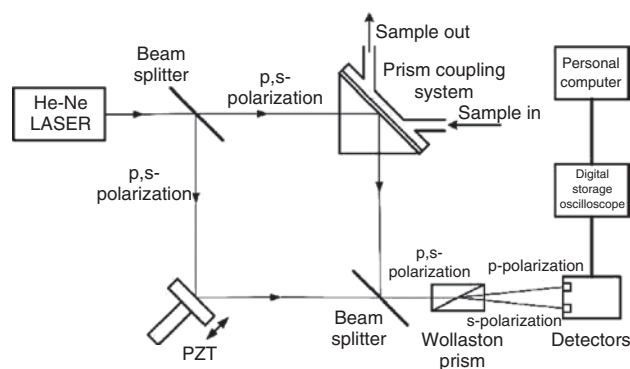 Sample out
Beam
splitter
Prism coupling
system
Personal
computer
p,s-
polarization
He-Ne
LASER
Sample in
p,s-
polarization
Digital
storage
oscilloscope
p,s-
polarization
p-polarization
s-polarization
PZT
Beam
splitter
Wollaston
prism
Detectors